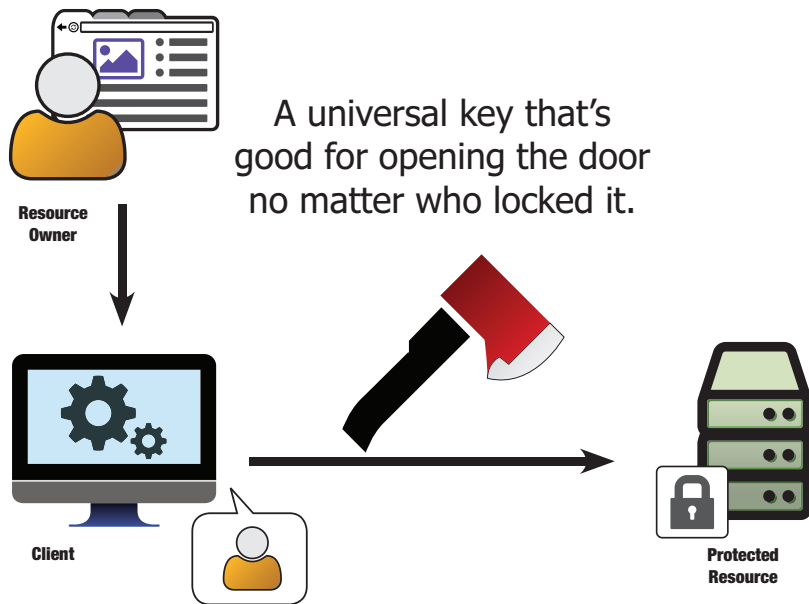 A universal key that's
good for opening the door
no matter who locked it.
Resource
Owner
Client
Protected
Resource